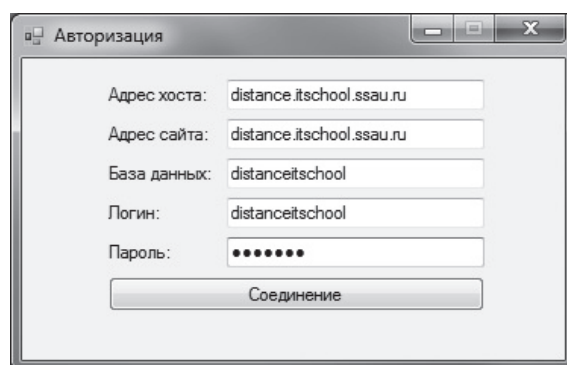 Авторизация
Адрес хоста: distance.itschool.ssau.ru
Адрес сайта: distance.itschool.ssau.ru
База данных: distanceitschool
Логин: distanceitschool
Пароль: •••••••
Соединение